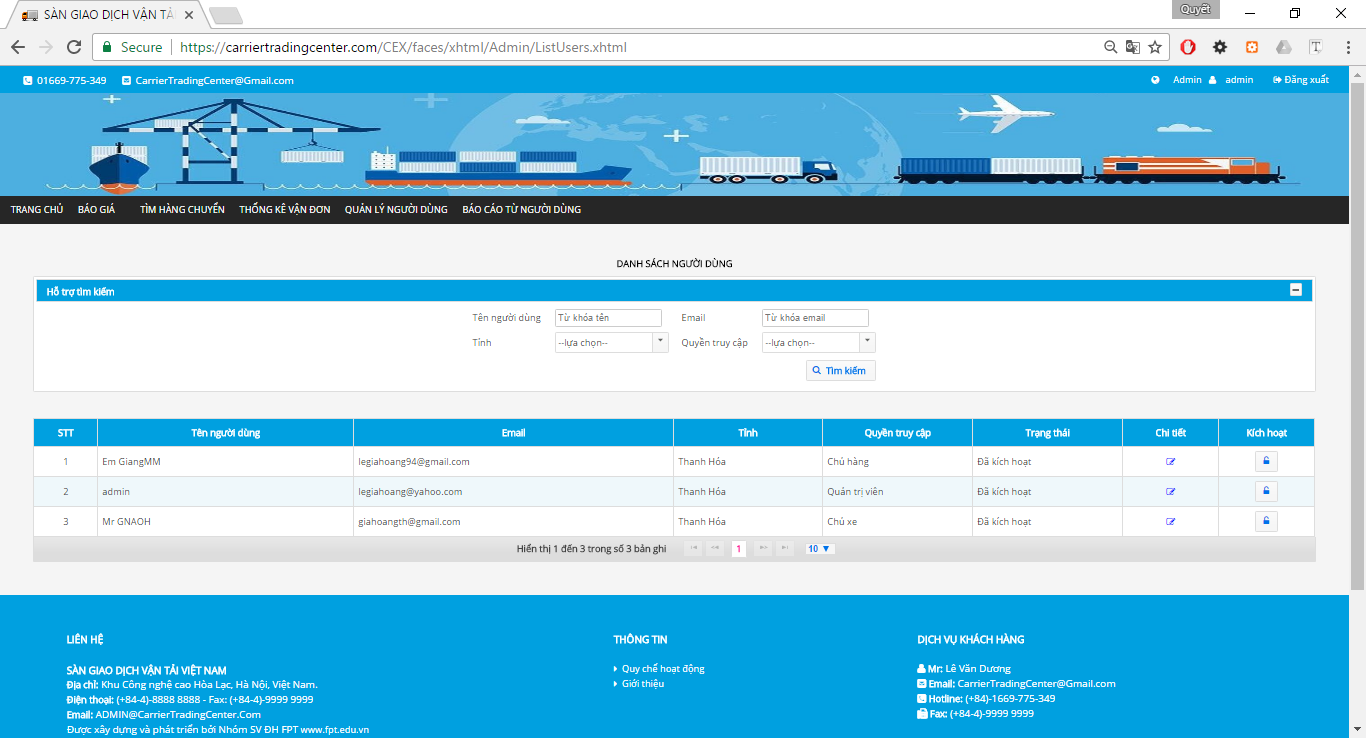 SÀN GIAO DỊCH VẬN TẢI
Quyết
Secure https://carriertradingcenter.com/CEX/faces/xhtml/Admin/ListUsers.xhtml
01669-775-349 CarrierTradingCenter@Gmail.com Admin admin Đăng xuất
TRANG CHỦ BÁO GIÁ TÌM HÀNG CHUYỂN THỐNG KÊ VẬN ĐƠN QUẢN LÝ NGƯỜI DÙNG BÁO CÁO TỪ NGƯỜI DÙNG
DANH SÁCH NGƯỜI DÙNG
Hỗ trợ tìm kiếm
Tên người dùng Từ khóa tên Email Từ khóa email
Tỉnh --lựa chọn-- Quyền truy cập --lựa chọn--
Tìm kiếm
STT Tên người dùng Email Tỉnh Quyền truy cập Trạng thái Chi tiết Kích hoạt
1 Em GiangMM legiahoang94@gmail.com Thanh Hóa Chủ hàng Đã kích hoạt
2 admin legiahoang@yahoo.com Thanh Hóa Quản trị viên Đã kích hoạt
3 Mr GNAOH giahoangth@gmail.com Thanh Hóa Chủ xe Đã kích hoạt
Hiển thị 1 đến 3 trong số 3 bản ghi 1 10
LIÊN HỆ THÔNG TIN DỊCH VỤ KHÁCH HÀNG
SÀN GIAO DỊCH VẬN TẢI VIỆT NAM Quy chế hoạt động Mr: Lê Văn Dương
Địa chỉ: Khu Công nghệ cao Hòa Lạc, Hà Nội, Việt Nam. Giới thiệu Email: CarrierTradingCenter@Gmail.com
Điện thoại: (+84-4)-8888 8888 - Fax: (+84-4)-9999 9999 Hotline: (+84)-1669-775-349
Email: ADMIN@CarrierTradingCenter.Com Fax: (+84-4)-9999 9999
Được xây dựng và phát triển bởi Nhóm SV ĐH FPT www.fpt.edu.vn